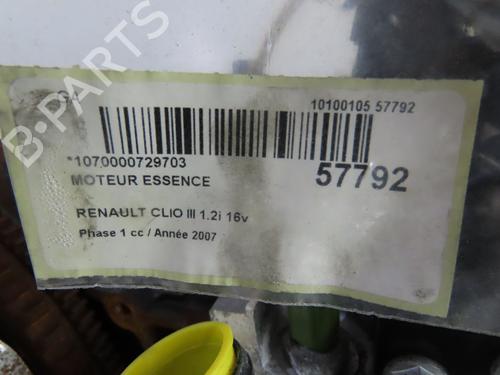 10100105 57792
*1070000729703
57792
MOTEUR ESSENCE
RENAULT CLIO III 1.2i 16v
Phase 1 cc / Année 2007
B-PARTS